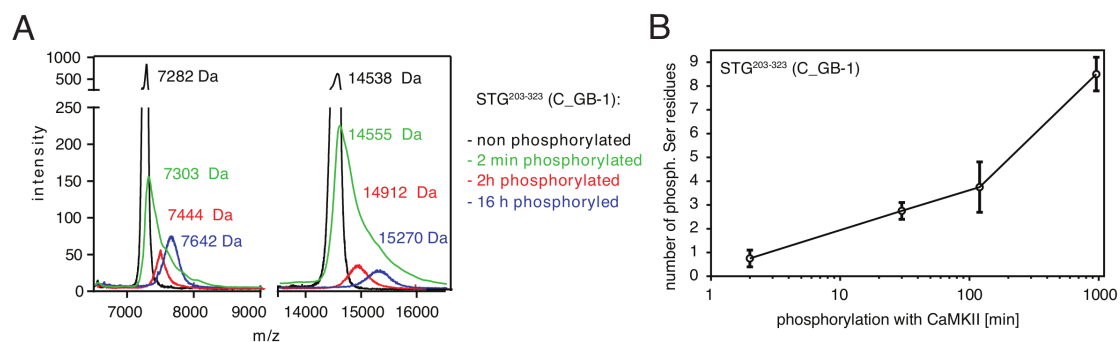 A
1000
500
250
200
150
100
50
0
intensity
7282 Da
14538 Da
7303 Da
7444 Da
7642 Da
14555 Da
14912 Da
15270 Da
7000 8000 9000 14000 15000 16000
m/z
STG203-323 (C_GB-1):
- non phosphorylated
- 2 min phosphorylated
- 2h phosphorylated
- 16 h phosphoryled
B
STG203-323 (C_GB-1)
number of phosph. Ser residues
9
8
7
6
5
4
3
2
1
0
1 10 100 1000
phosphorylation with CaMKII [min]